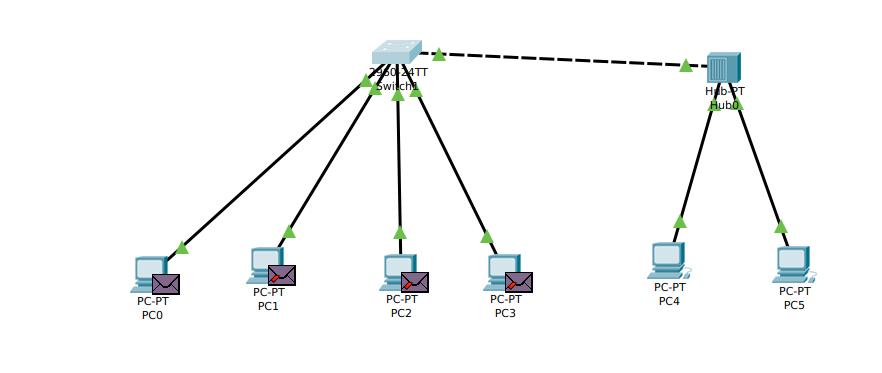 2960-24TT
Switch1
Hub-PT
Hub0
PC-PT
PC0
PC-PT
PC1
PC-PT
PC2
PC-PT
PC3
PC-PT
PC4
PC-PT
PC5